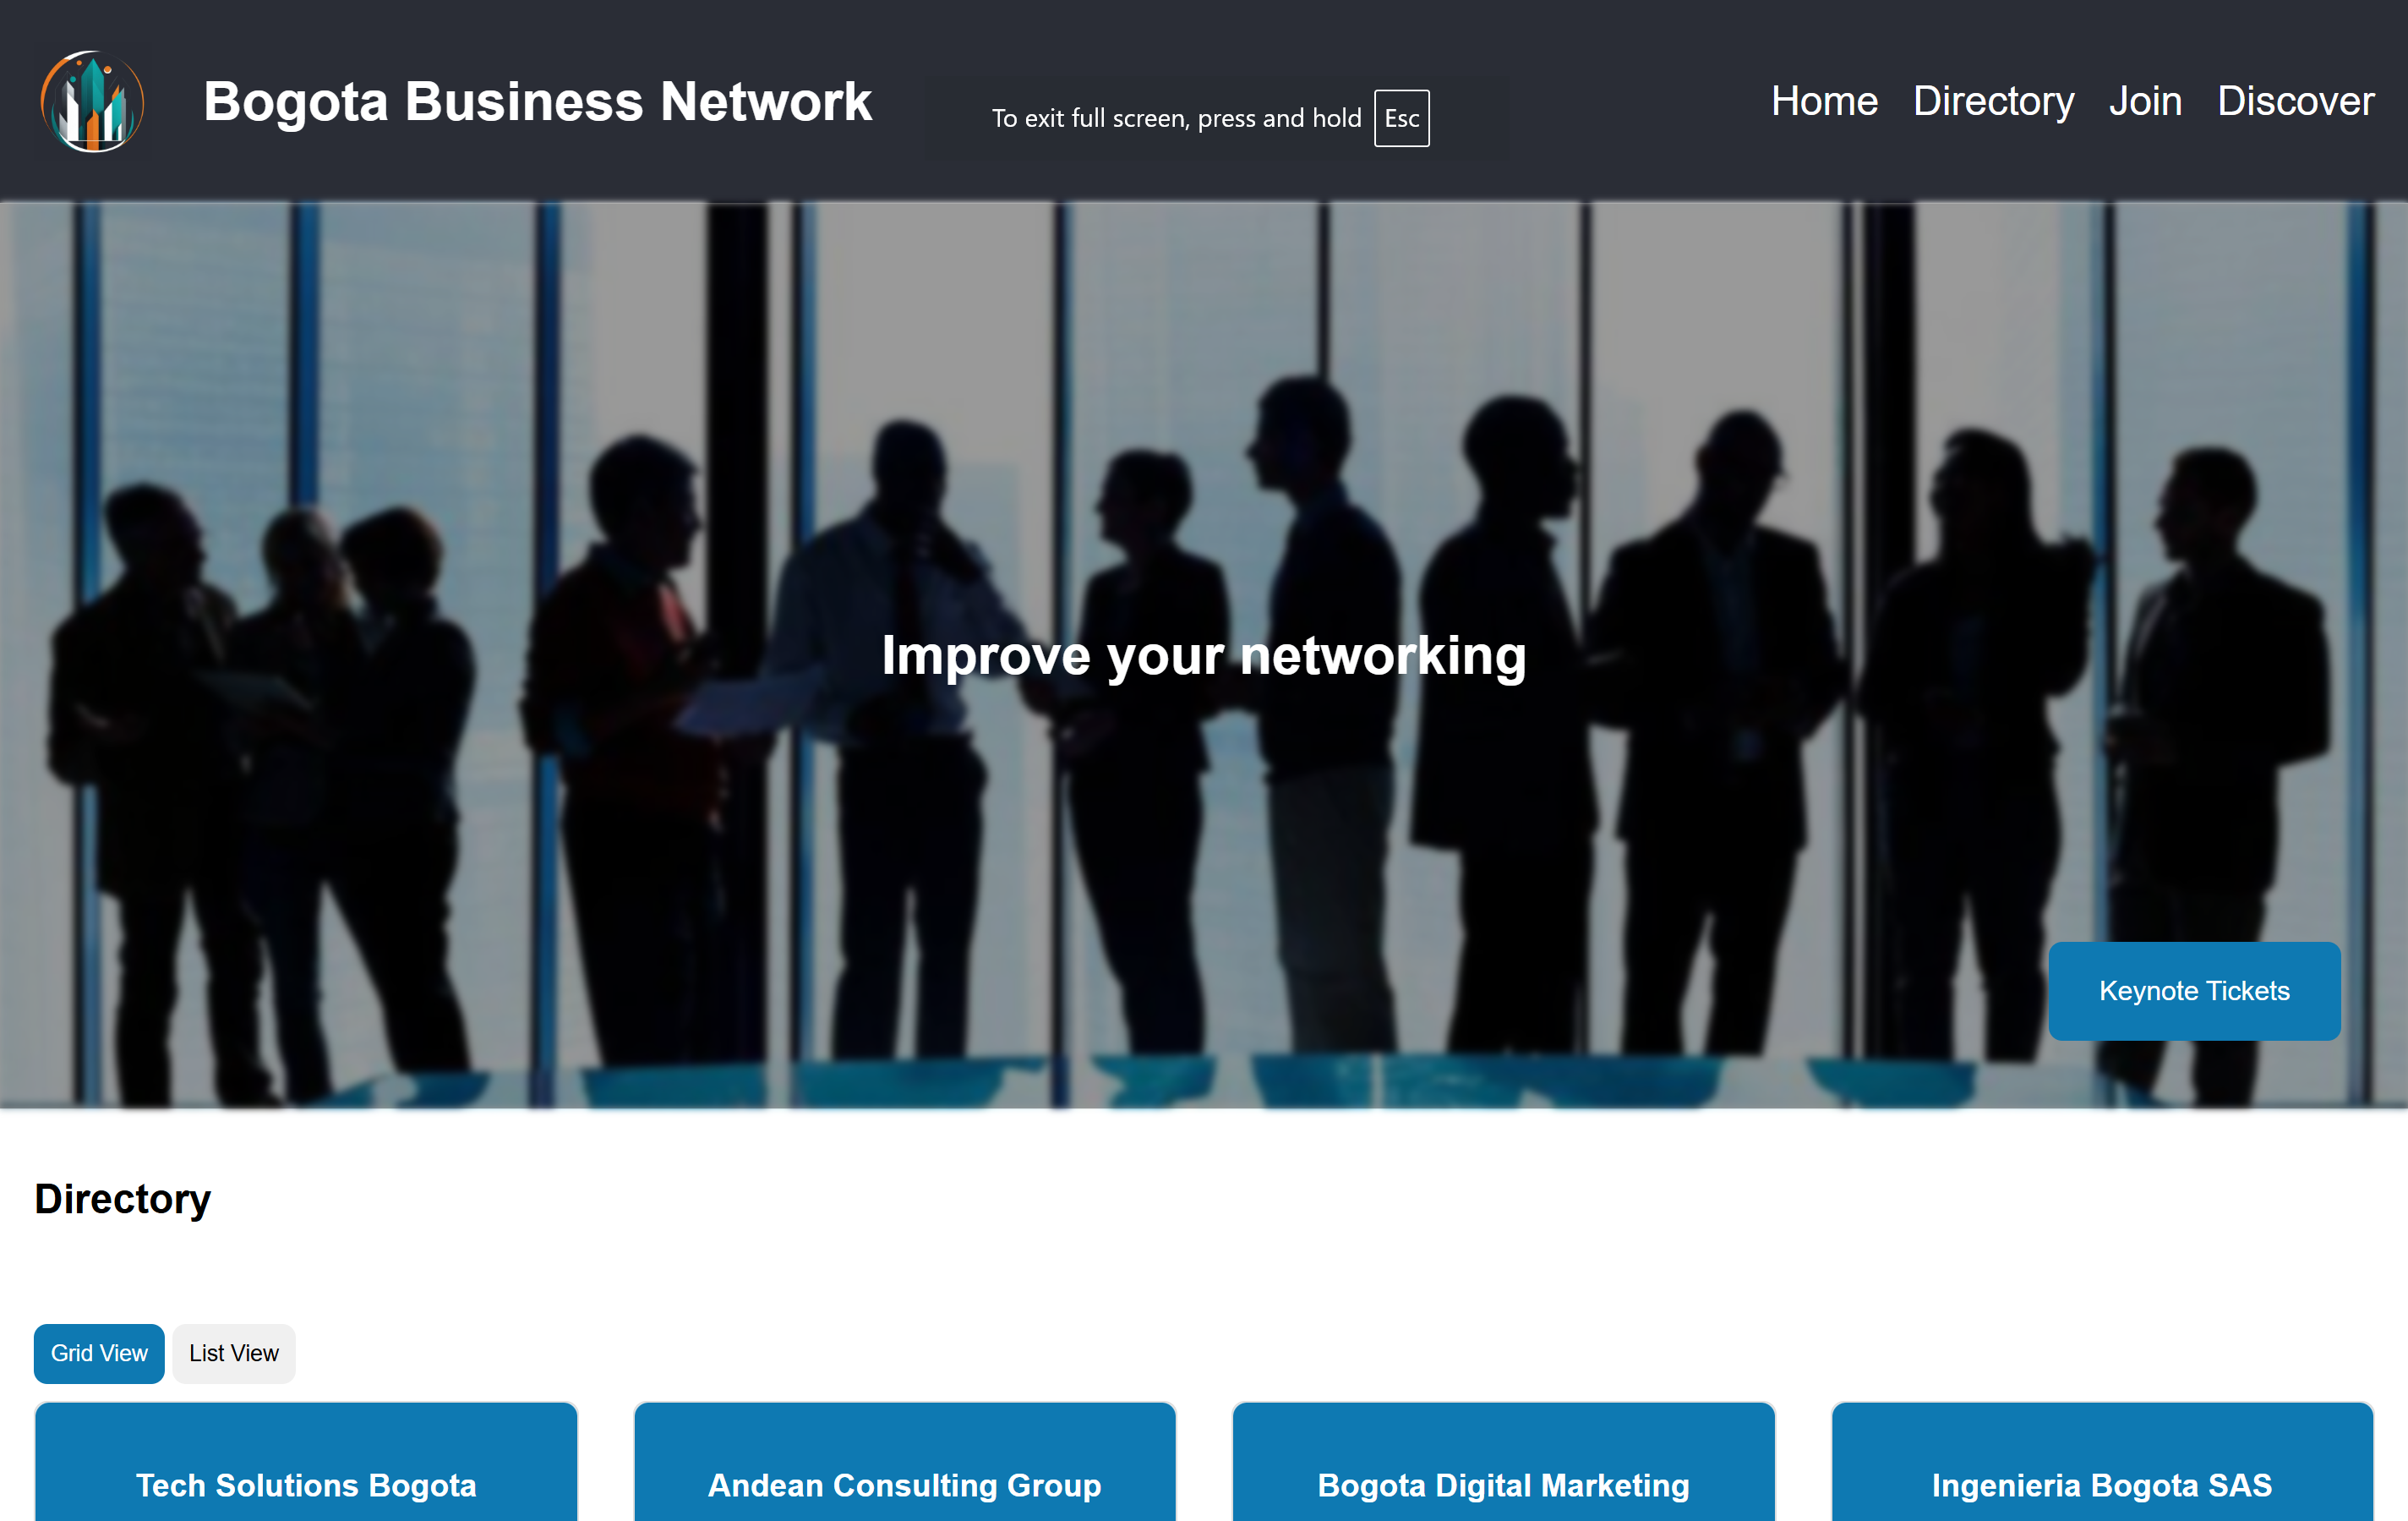 Bogota Business Network
To exit full screen, press and hold Esc
Home Directory Join Discover
Improve your networking
Keynote Tickets
Directory
Grid View List View
Tech Solutions Bogota
Andean Consulting Group
Bogota Digital Marketing
Ingenieria Bogota SAS